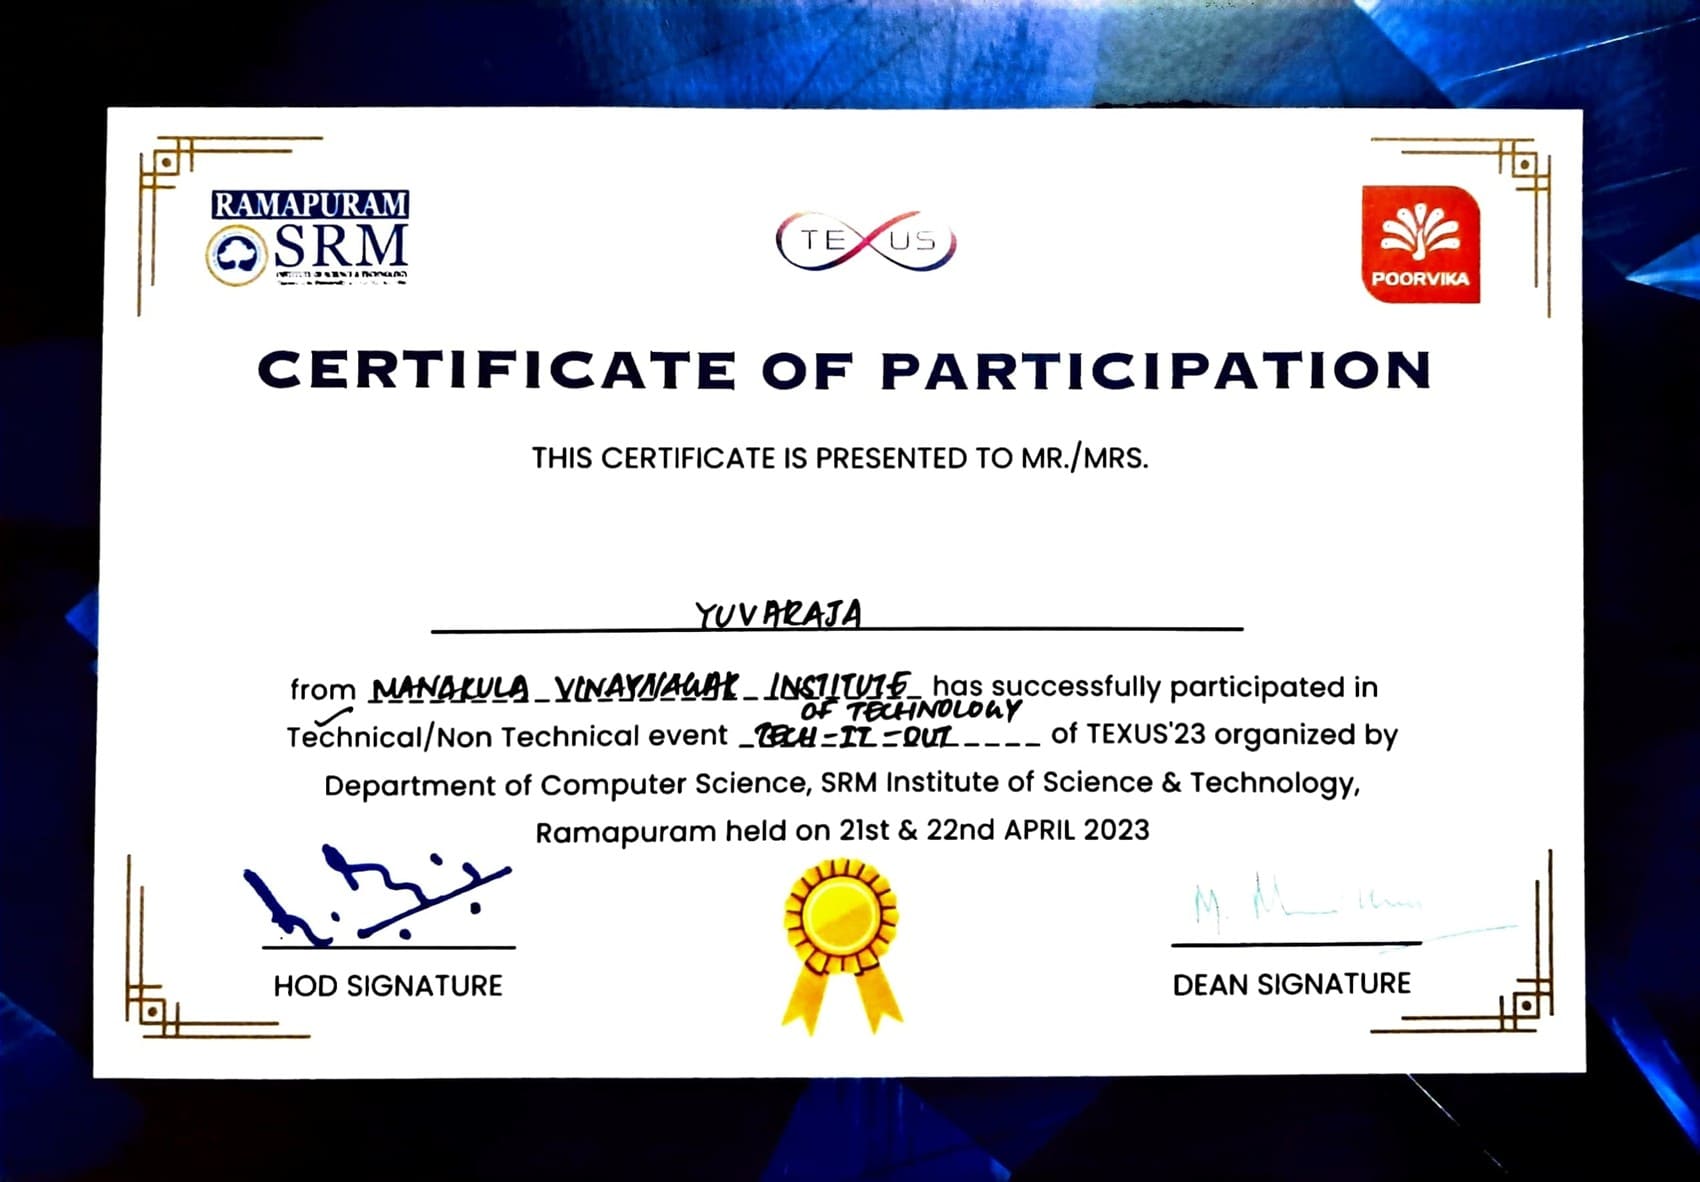 RAMAPURAM
SRM
TEXUS
POORVIKA
CERTIFICATE OF PARTICIPATION
THIS CERTIFICATE IS PRESENTED TO MR./MRS.
YUVARAJA
from MANAKULA VINAYNAGAR INSTITUTE has successfully participated in
OF TECHNOLOGY
Technical/Non Technical event TECH-IT-OUT of TEXUS'23 organized by
Department of Computer Science, SRM Institute of Science & Technology,
Ramapuram held on 21st & 22nd APRIL 2023
HOD SIGNATURE
DEAN SIGNATURE